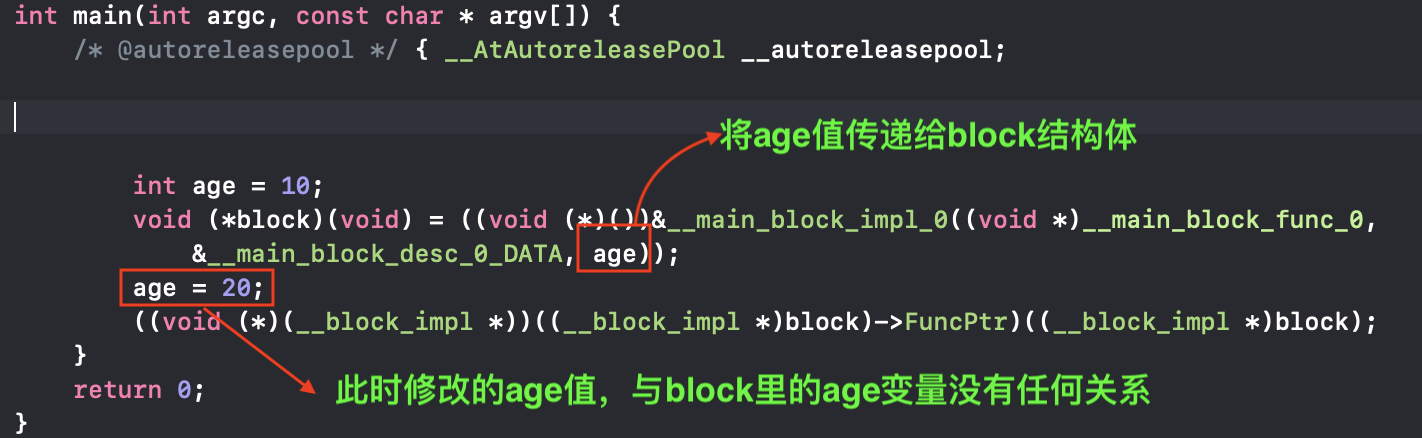 int main(int argc, const char * argv[]) {
/* @autoreleasepool */ { __AtAutoreleasePool __autoreleasepool;
将age值传递给block结构体
int age = 10;
void (*block)(void) = ((void (*)())&__main_block_impl_0((void *)__main_block_func_0,
&__main_block_desc_0_DATA, age));
age = 20;
((void (*)(__block_impl *))((__block_impl *)block)->FuncPtr)((__block_impl *)block);
}
此时修改的age值，与block里的age变量没有任何关系
return 0;
}